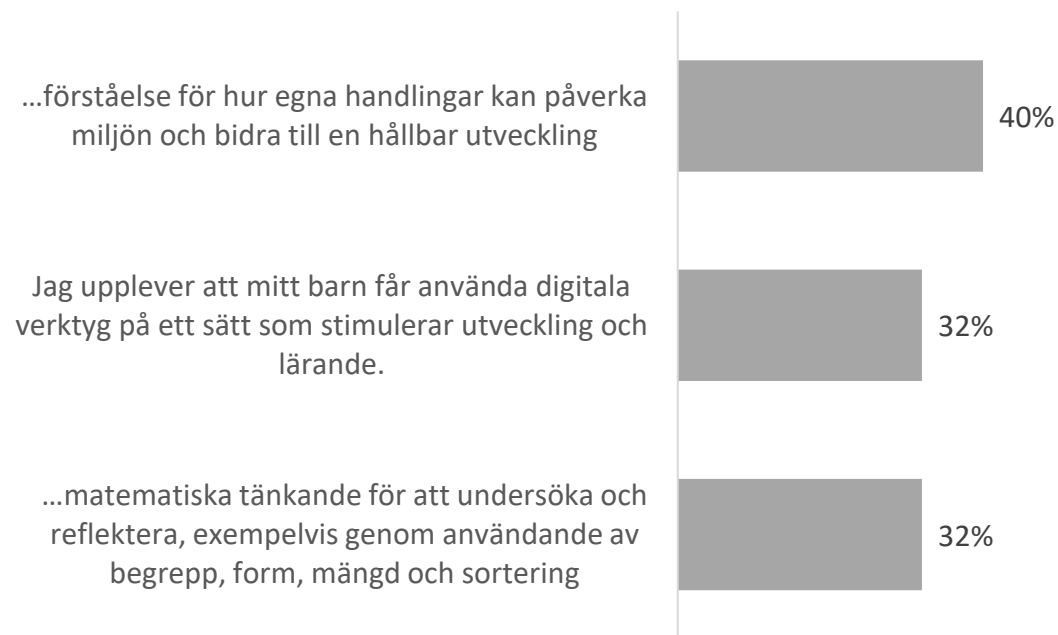 …förståelse för hur egna handlingar kan påverka
miljön och bidra till en hållbar utveckling
40%
Jag upplever att mitt barn får använda digitala
verktyg på ett sätt som stimulerar utveckling och
lärande.
32%
…matematiska tänkande för att undersöka och
reflektera, exempelvis genom användande av
begrepp, form, mängd och sortering
32%